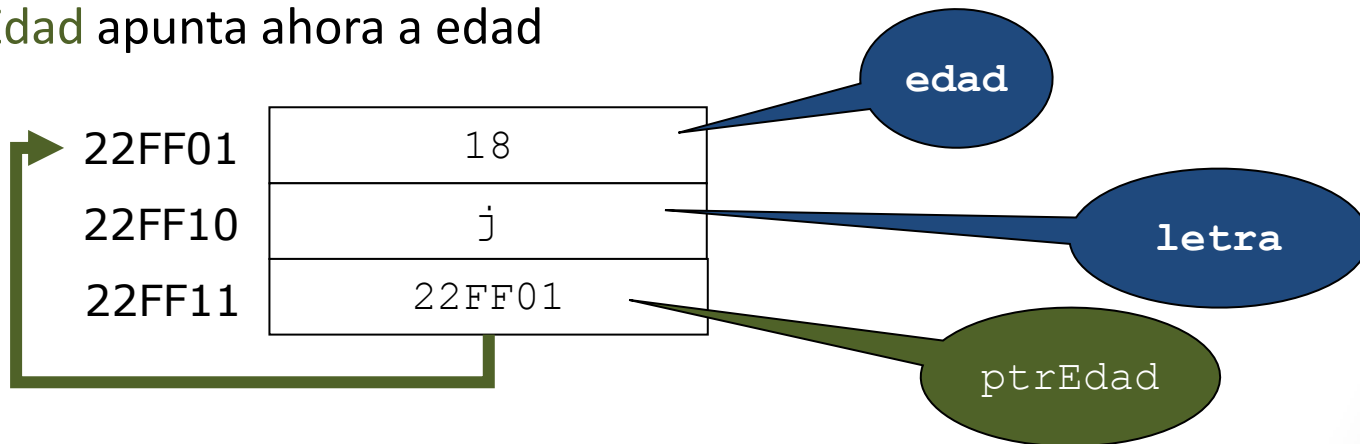 Edad apunta ahora a edad
edad
22FF01 18
22FF10 j
letra
22FF11 22FF01
ptrEdad